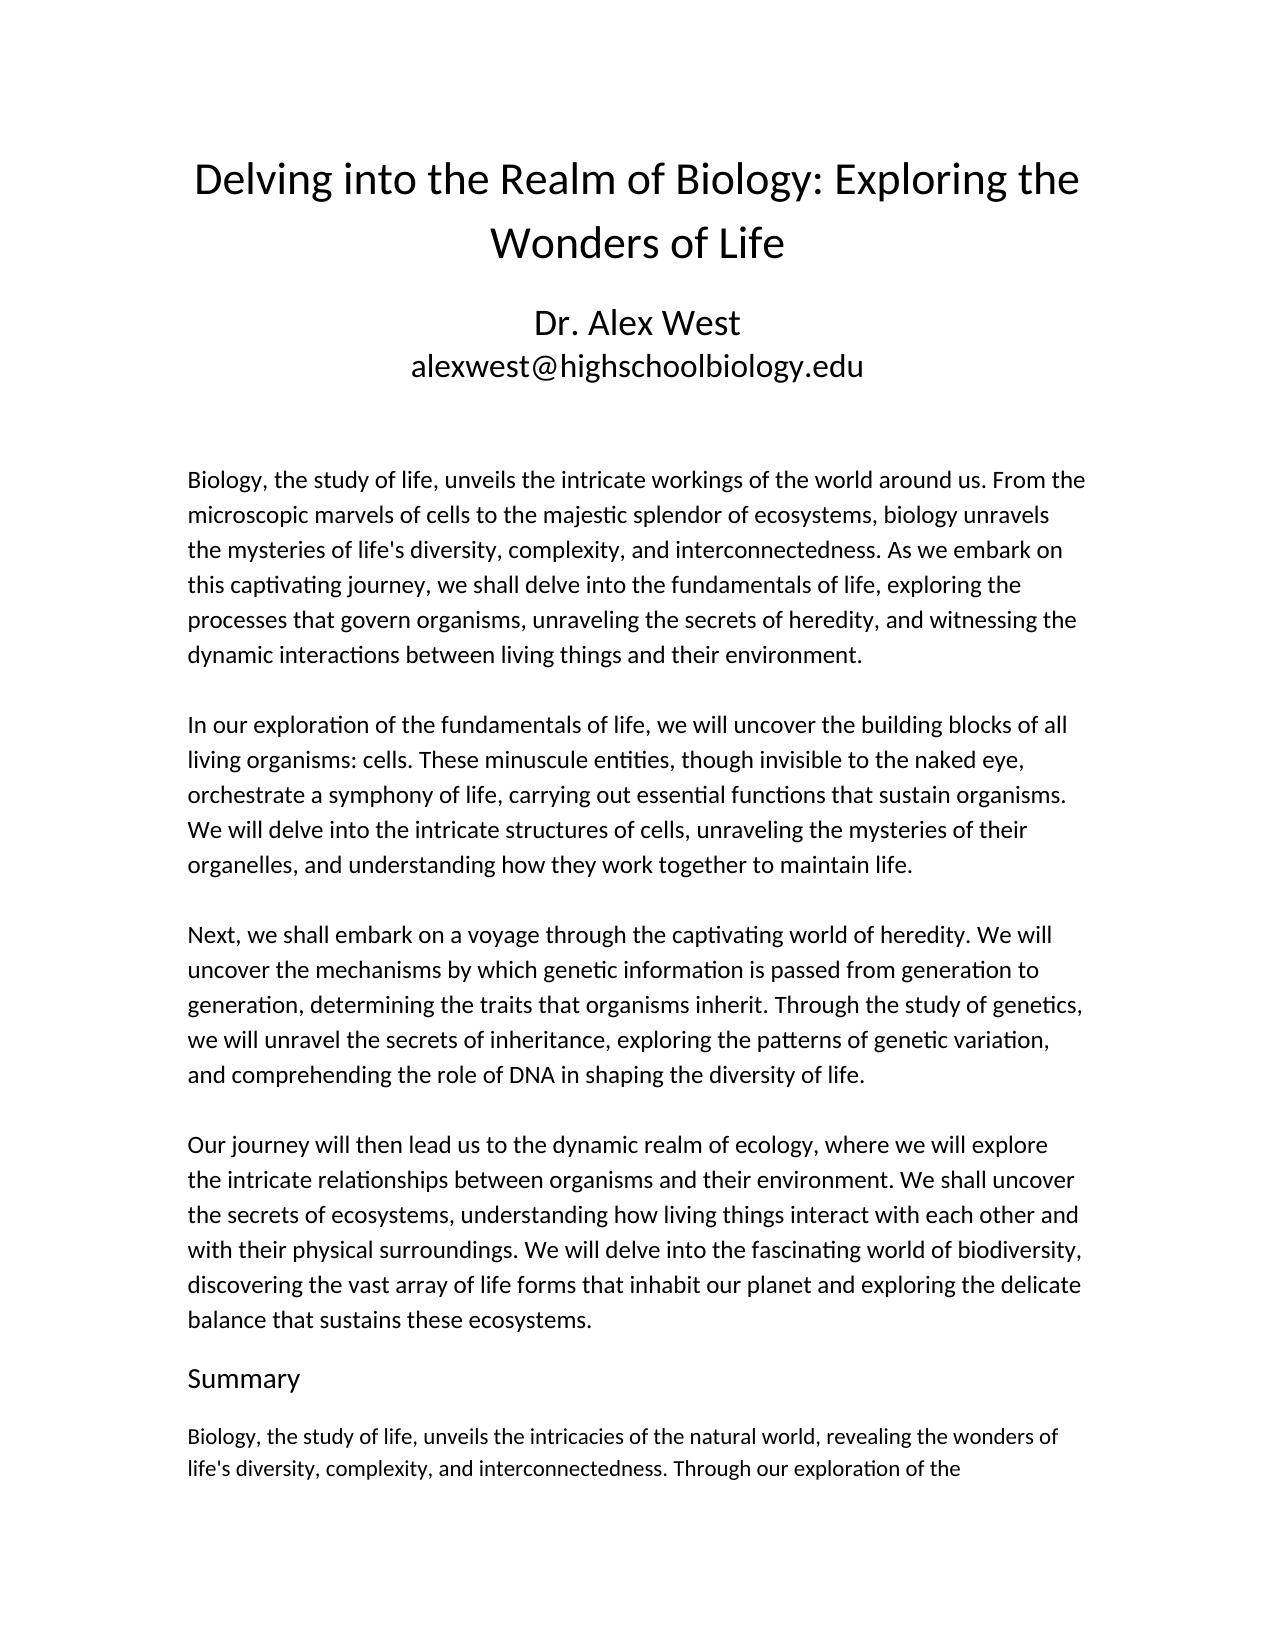 Delving into the Realm of Biology: Exploring the
Wonders of Life
Dr. Alex West
alexwest@highschoolbiology.edu
Biology, the study of life, unveils the intricate workings of the world around us. From the
microscopic marvels of cells to the majestic splendor of ecosystems, biology unravels
the mysteries of life's diversity, complexity, and interconnectedness. As we embark on
this captivating journey, we shall delve into the fundamentals of life, exploring the
processes that govern organisms, unraveling the secrets of heredity, and witnessing the
dynamic interactions between living things and their environment.
In our exploration of the fundamentals of life, we will uncover the building blocks of all
living organisms: cells. These minuscule entities, though invisible to the naked eye,
orchestrate a symphony of life, carrying out essential functions that sustain organisms.
We will delve into the intricate structures of cells, unraveling the mysteries of their
organelles, and understanding how they work together to maintain life.
Next, we shall embark on a voyage through the captivating world of heredity. We will
uncover the mechanisms by which genetic information is passed from generation to
generation, determining the traits that organisms inherit. Through the study of genetics,
we will unravel the secrets of inheritance, exploring the patterns of genetic variation,
and comprehending the role of DNA in shaping the diversity of life.
Our journey will then lead us to the dynamic realm of ecology, where we will explore
the intricate relationships between organisms and their environment. We shall uncover
the secrets of ecosystems, understanding how living things interact with each other and
with their physical surroundings. We will delve into the fascinating world of biodiversity,
discovering the vast array of life forms that inhabit our planet and exploring the delicate
balance that sustains these ecosystems.
Summary
Biology, the study of life, unveils the intricacies of the natural world, revealing the wonders of
life's diversity, complexity, and interconnectedness. Through our exploration of the